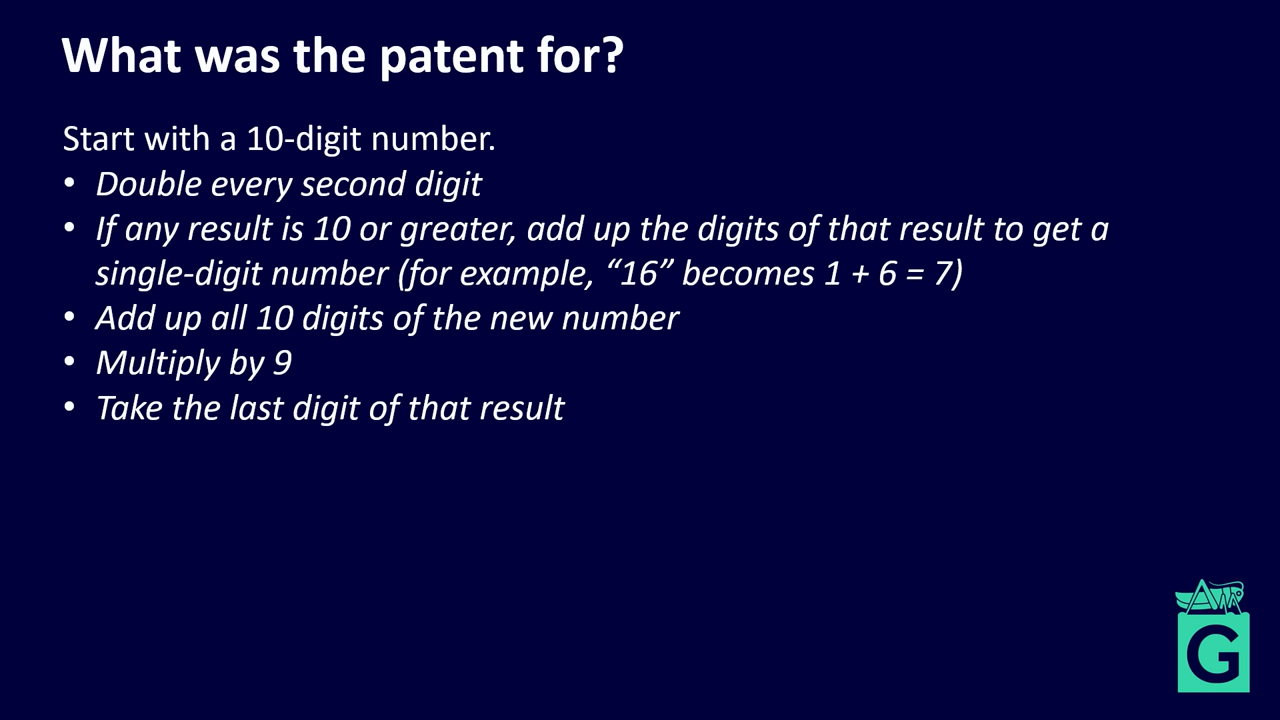 What was the patent for?
Start with a 10-digit number.
• Double every second digit
• If any result is 10 or greater, add up the digits of that result to get a
single-digit number (for example, “16” becomes 1 + 6 = 7)
• Add up all 10 digits of the new number
• Multiply by 9
• Take the last digit of that result
G